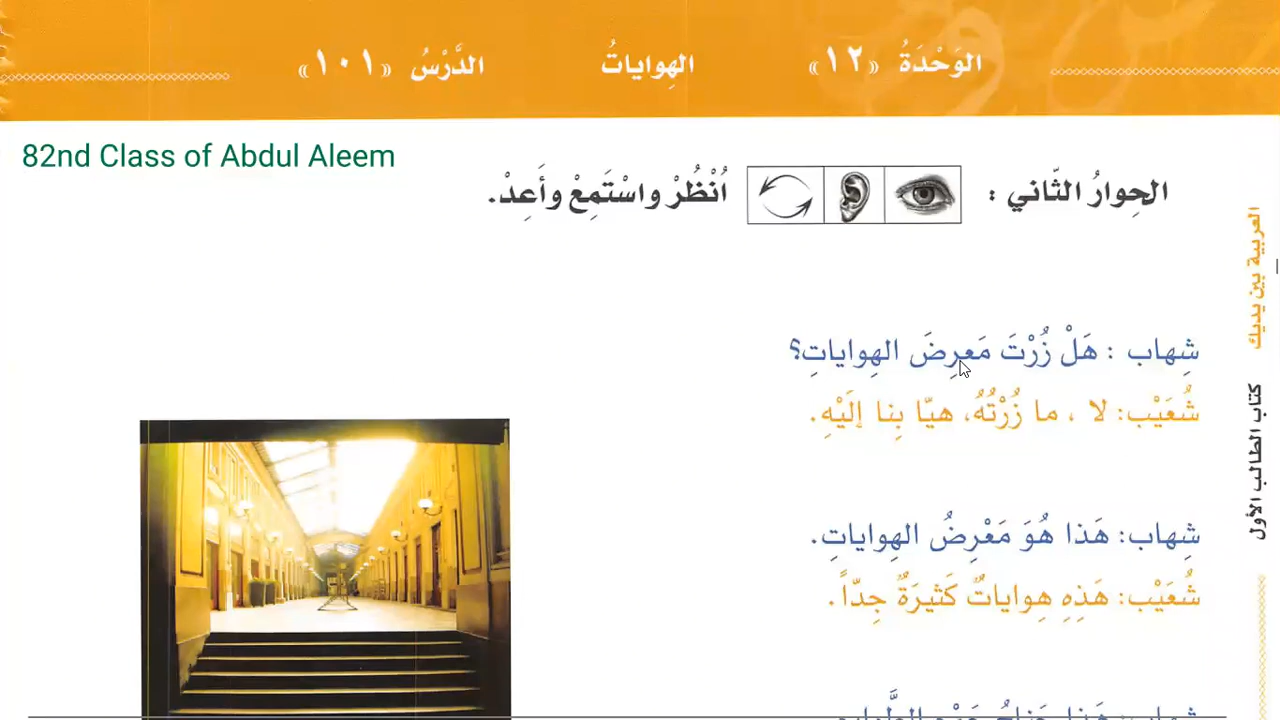 الوَحْدَةُ «١٢» الهِواياتُ الدَّرْسُ «١٠١»
82nd Class of Abdul Aleem
الحِوارُ الثّاني : اُنْظُرْ واسْتَمِعْ وأَعِدْ.
شِهاب : هَلْ زُرْتَ مَعرِضَ الهِواياتِ؟
شُعَيْب: لا ، ما زُرْتُهُ، هيّا بِنا إلَيْهِ.
شِهاب: هَذا هُوَ مَعْرِضُ الهِواياتِ.
شُعَيْب: هَذِهِ هِواياتٌ كَثيرَةٌ جِدّاً.
العربية بين يديك
كتاب الطالب الأول